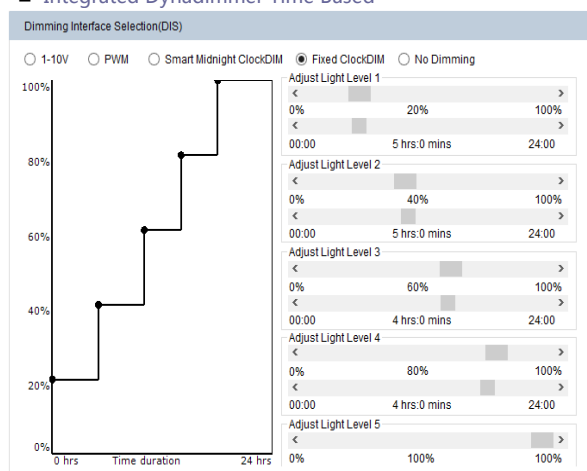 Integrated Dynadimmer Time Based
Dimming Interface Selection(DIS)
1-10V PWM Smart Midnight ClockDIM Fixed ClockDIM No Dimming
100%
80%
60%
40%
20%
0%
0 hrs Time duration 24 hrs
Adjust Light Level 1
0% 20% 100%
00:00 5 hrs:0 mins 24:00
Adjust Light Level 2
0% 40% 100%
00:00 5 hrs:0 mins 24:00
Adjust Light Level 3
0% 60% 100%
00:00 4 hrs:0 mins 24:00
Adjust Light Level 4
0% 80% 100%
00:00 4 hrs:0 mins 24:00
Adjust Light Level 5
0% 100% 100%